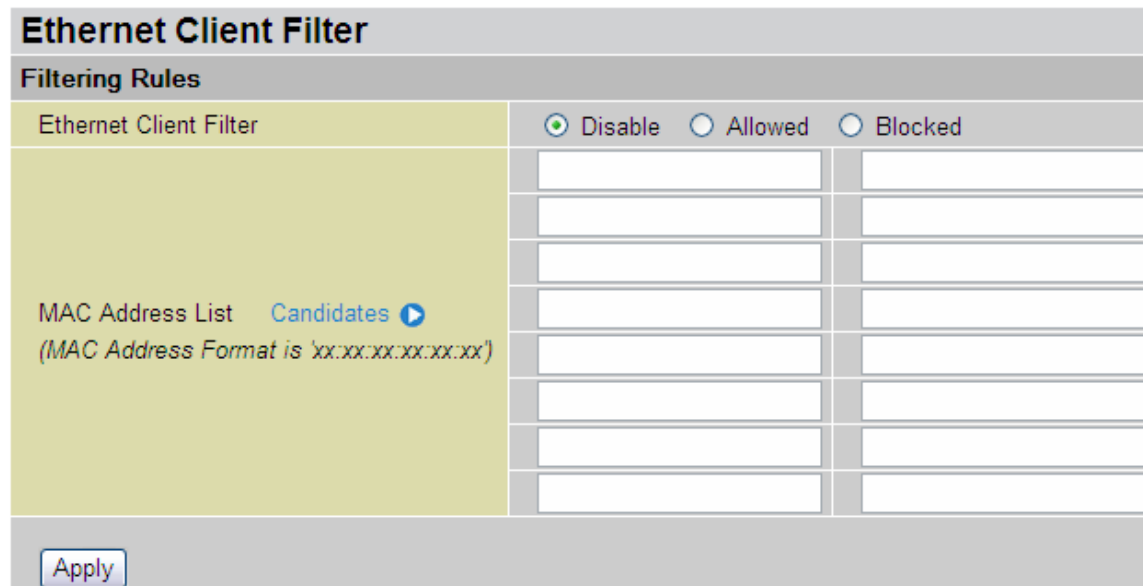 Ethernet Client Filter
Filtering Rules
Ethernet Client Filter Disable Allowed Blocked
MAC Address List Candidates
(MAC Address Format is 'xx:xx:xx:xx:xx:xx')
Apply